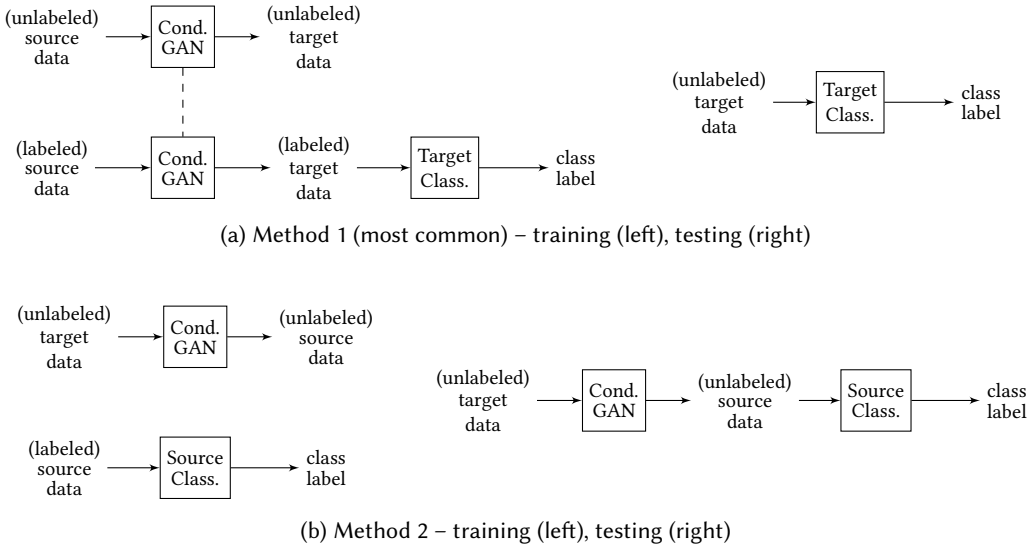 (unlabeled)
source
data
Cond.
GAN
(unlabeled)
target
data
(labeled)
source
data
Cond.
GAN
(labeled)
target
data
Target
Class.
class
label
(unlabeled)
target
data
Target
Class.
class
label
(a) Method 1 (most common) – training (left), testing (right)
(unlabeled)
target
data
Cond.
GAN
(unlabeled)
source
data
(labeled)
source
data
Source
Class.
class
label
(unlabeled)
target
data
Cond.
GAN
(unlabeled)
source
data
Source
Class.
class
label
(b) Method 2 – training (left), testing (right)